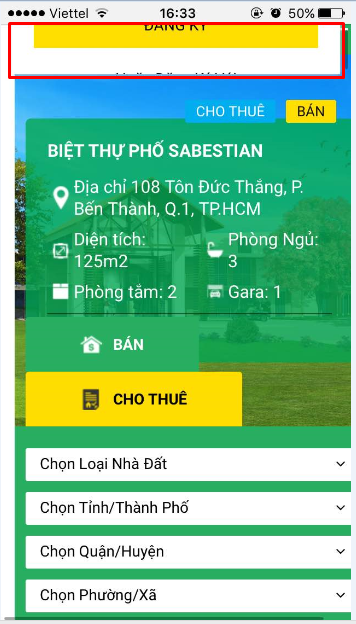 Viettel 16:33 50%
ĐĂNG KÝ
CHO THUÊ BÁN
BIỆT THỰ PHỐ SABESTIAN
Địa chỉ 108 Tôn Đức Thắng, P.
Bến Thành, Q.1, TP.HCM
Diện tích: Phòng Ngủ:
125m2 3
Phòng tắm: 2 Gara: 1
BÁN
CHO THUÊ
Chọn Loại Nhà Đất
Chọn Tỉnh/Thành Phố
Chọn Quận/Huyện
Chọn Phường/Xã